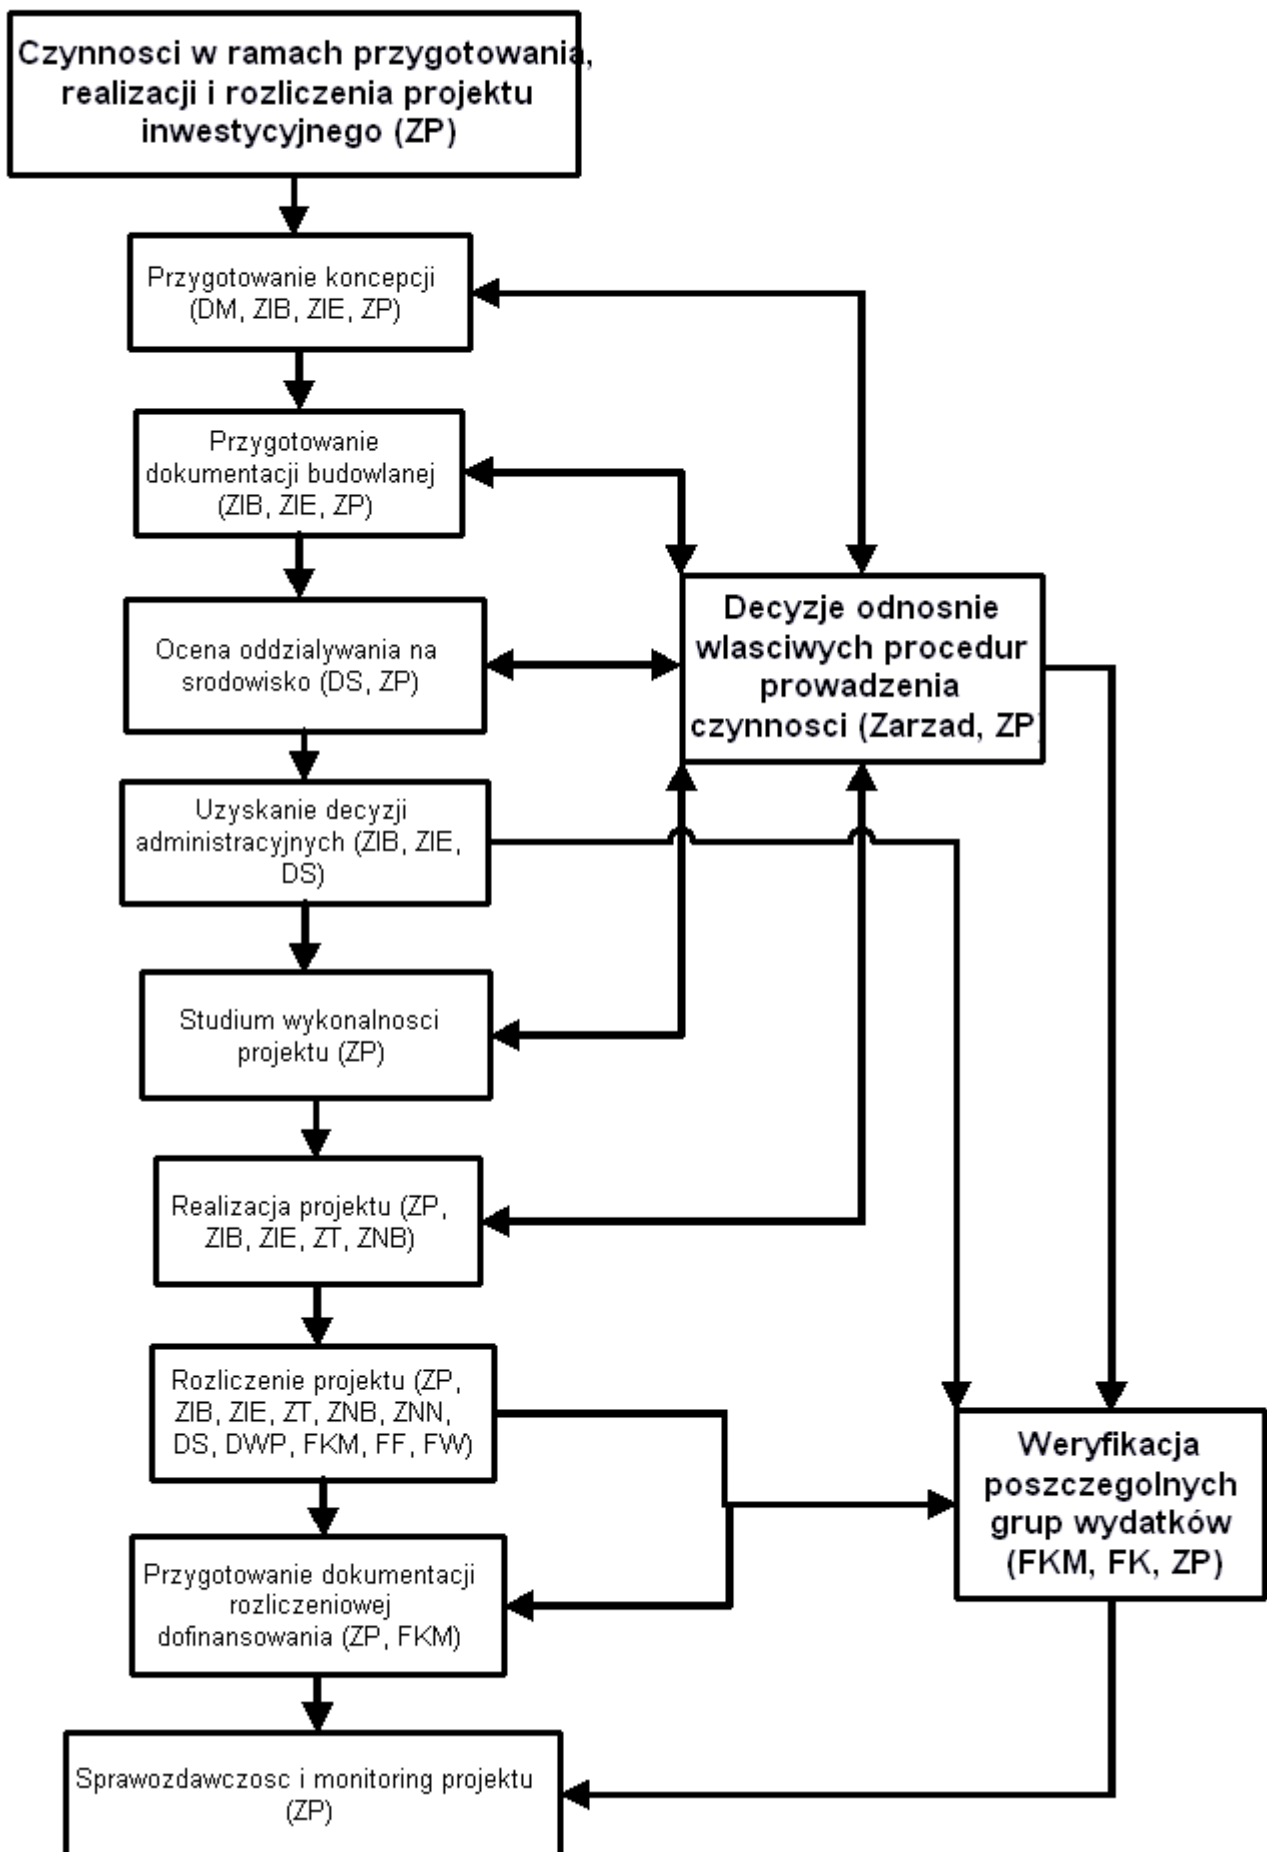 Czynnosci w ramach przygotowania,
realizacji i rozliczenia projektu
inwestycyjnego (ZP)
Przygotowanie koncepcji
(DM, ZIB, ZIE, ZP)
Przygotowanie
dokumentacji budowlanej
(ZIB, ZIE, ZP)
Ocena oddzialywania na
srodowisko (DS, ZP)
Uzyskanie decyzji
administracyjnych (ZIB, ZIE,
DS)
Studium wykonalnosci
projektu (ZP)
Realizacja projektu (ZP,
ZIB, ZIE, ZT, ZNB)
Rozliczenie projektu (ZP,
ZIB, ZIE, ZT, ZNB, ZNN,
DS, DWP, FKM, FF, FW)
Przygotowanie dokumentacji
rozliczeniowej
dofinansowania (ZP, FKM)
Sprawozdawczosc i monitoring projektu
(ZP)
Decyzje odnosnie
wlasciwych procedur
prowadzenia
czynnosci (Zarzad, ZP)
Weryfikacja
poszczegolnych
grup wydatków
(FKM, FK, ZP)